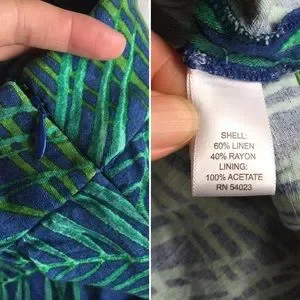 SHELL:
60% LINEN
40% RAYON
LINING:
100% ACETATE
RN 54023